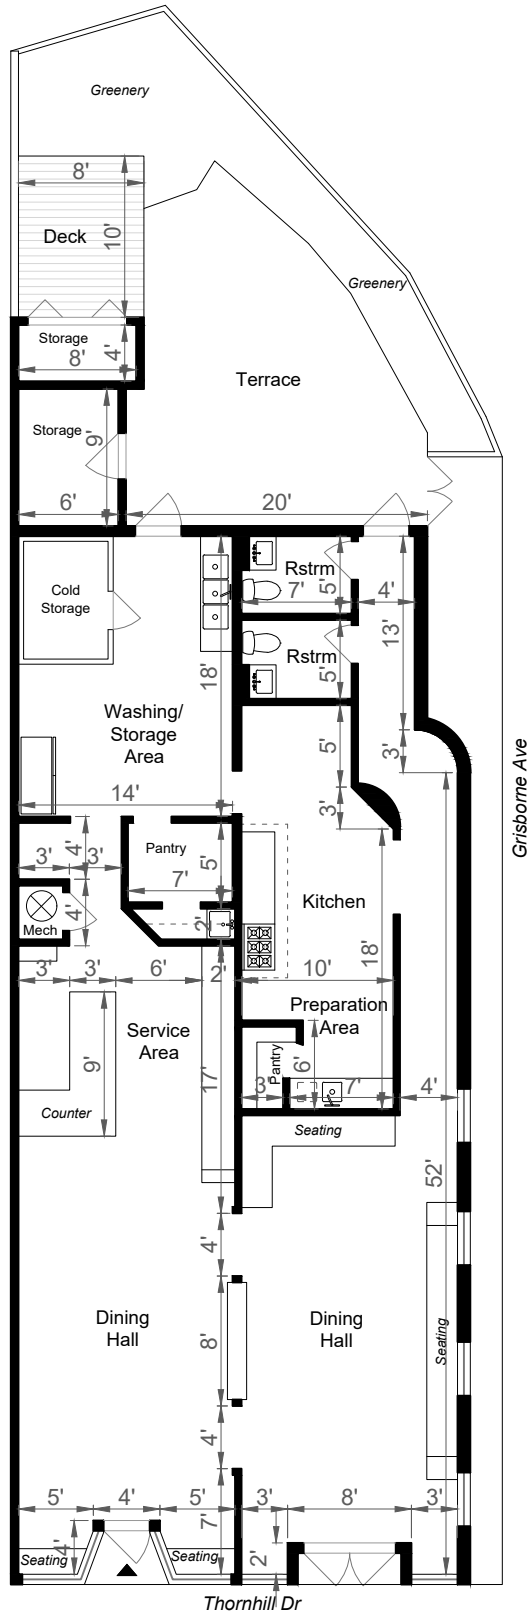 Greenery
8'
Deck
10'
Greenery
Storage
8'
4'
Terrace
Storage
9'
6'
20'
Cold
Storage
Rstrm
7'
5'
4'
13'
Rstrm
5'
18'
Washing/
Storage
Area
5'
3'
3'
14'
Grisborne Ave
3'
3'
4'
Pantry
5'
7'
Kitchen
4'
Mech
2'
18'
3'
3'
6'
2'
10'
Service
Area
Preparation
Area
9'
17'
Pantry
6'
3'
7'
4'
Counter
Seating
52'
4'
Dining
Hall
8'
Dining
Hall
Seating
4'
5'
4'
5'
7'
3'
8'
3'
4'
Seating
Seating
2'
Thornhill Dr